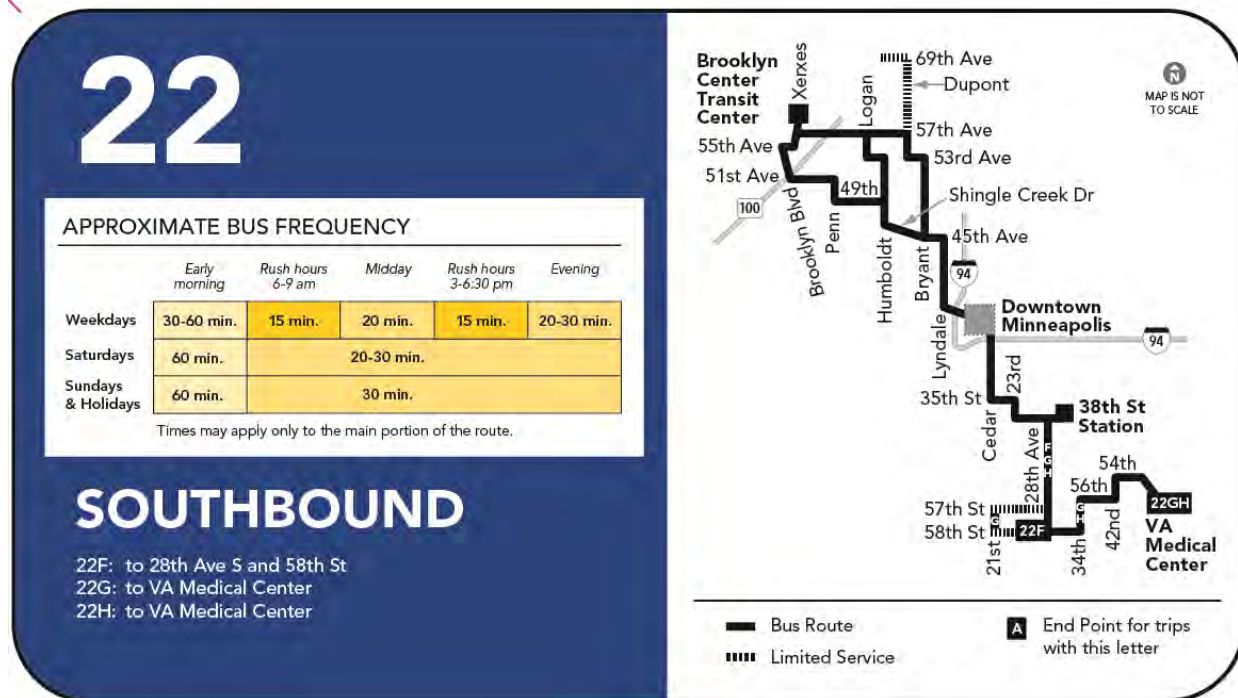 22
APPROXIMATE BUS FREQUENCY
Early morning
Rush hours 6-9 am
Midday
Rush hours 3-6:30 pm
Evening
Weekdays 30-60 min. 15 min. 20 min. 15 min. 20-30 min.
Saturdays 60 min. 20-30 min.
Sundays & Holidays 60 min. 30 min.
Times may apply only to the main portion of the route.
SOUTHBOUND
22F: to 28th Ave S and 58th St
22G: to VA Medical Center
22H: to VA Medical Center
Brooklyn
Center
Transit
Center
Xerxes
Logan
69th Ave
Dupont
57th Ave
53rd Ave
N
MAP IS NOT
TO SCALE
55th Ave
51st Ave
100
Brooklyn Blvd
Penn
49th
Shingle Creek Dr
45th Ave
Humboldt
Bryant
94
Lyndale
Downtown
Minneapolis
94
23rd
35th St
Cedar
38th St
Station
28th Ave
54th
56th
57th St
58th St
22F
21st
34th
42nd
22GH
VA
Medical
Center
Bus Route
Limited Service
A
End Point for trips
with this letter